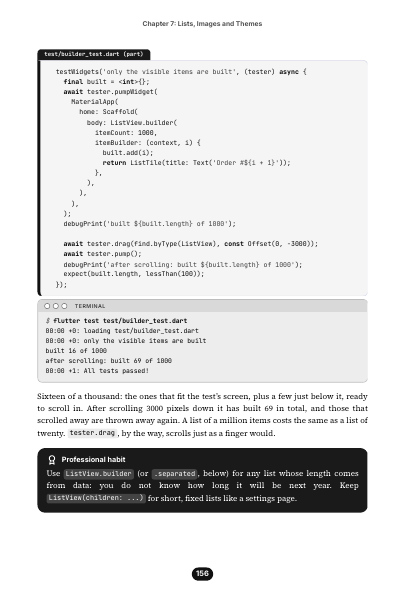 Chapter 7: Lists, Images and Themes
test/builder_test.dart (part)
testWidgets('only the visible items are built', (tester) async {
  final built = <int>{};
  await tester.pumpWidget(
    MaterialApp(
      home: Scaffold(
        body: ListView.builder(
          itemCount: 1000,
          itemBuilder: (context, i) {
            built.add(i);
            return ListTile(title: Text('Order #${i + 1}'));
          },
        ),
      ),
    ),
  );
  debugPrint('built ${built.length} of 1000');

  await tester.drag(find.byType(ListView), const Offset(0, -3000));
  await tester.pump();
  debugPrint('after scrolling: built ${built.length} of 1000');
  expect(built.length, lessThan(100));
});
TERMINAL
$ flutter test test/builder_test.dart
00:00 +0: loading test/builder_test.dart
00:00 +0: only the visible items are built
built 16 of 1000
after scrolling: built 69 of 1000
00:00 +1: All tests passed!
Sixteen of a thousand: the ones that fit the test's screen, plus a few just below it, ready
to scroll in. After scrolling 3000 pixels down it has built 69 in total, and those that
scrolled away are thrown away again. A list of a million items costs the same as a list of
twenty. tester.drag, by the way, scrolls just as a finger would.
Professional habit
Use ListView.builder (or .separated, below) for any list whose length comes
from data: you do not know how long it will be next year. Keep
ListView(children: ...) for short, fixed lists like a settings page.
156